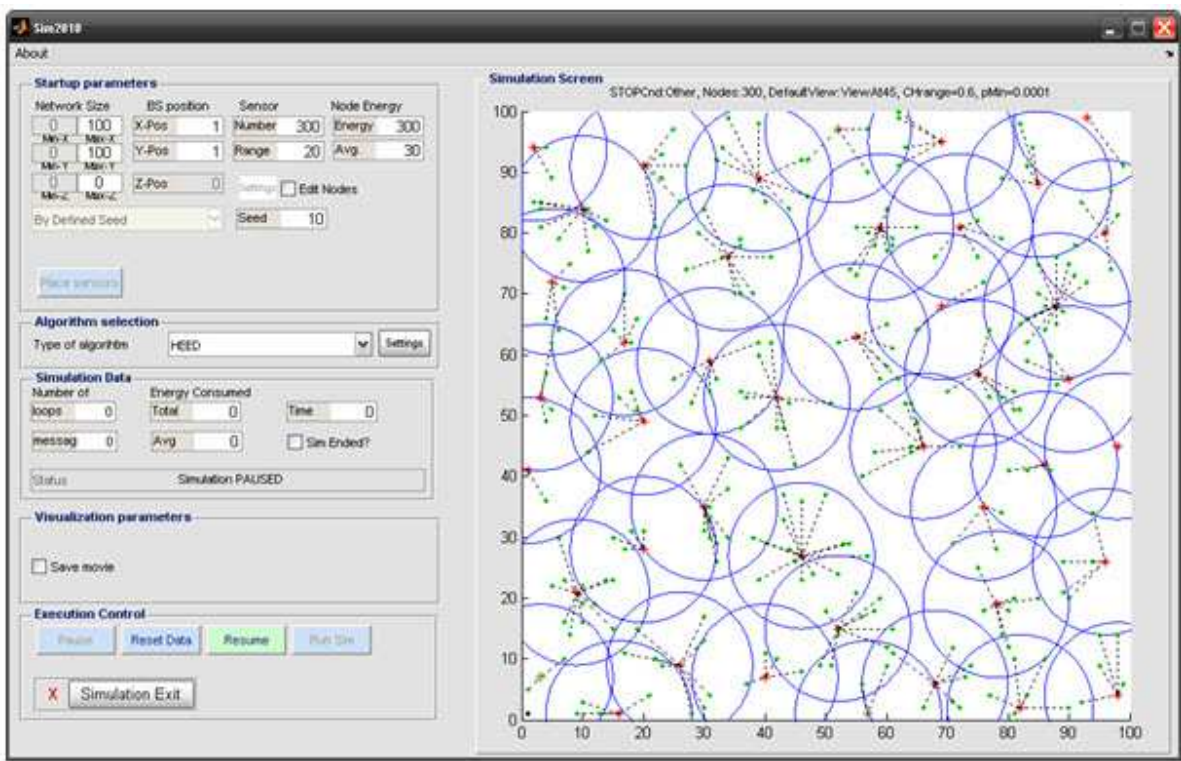 Sim2010
About
Startup parameters
Network Size BS position Sensor Node Energy
0 100 X-Pos 1 Number 300 Energy 300
Min-X Max-X
0 100 Y-Pos 1 Range 20 Avg. 30
Min-Y Max-Y
0 0 Z-Pos 0 Settings Edit Nodes
Min-Z Max-Z
By Defined Seed Seed 10
Place sensors
Algorithm selection
Type of algorihtm HEED Settings
Simulation Data
Number of Energy Consumed
loops 0 Total 0 Time 0
messag 0 Avg 0 Sim Ended?
Status Simulation PAUSED
Visualization parameters
Save movie
Execution Control
Pause Reset Data Resume Run Sim
X Simulation Exit
Simulation Screen
STOPCnd:Other, Nodes:300, DefaultView:ViewAt45, CHrange=0.6, pMin=0.0001
100
90
80
70
60
50
40
30
20
10
0
0 10 20 30 40 50 60 70 80 90 100